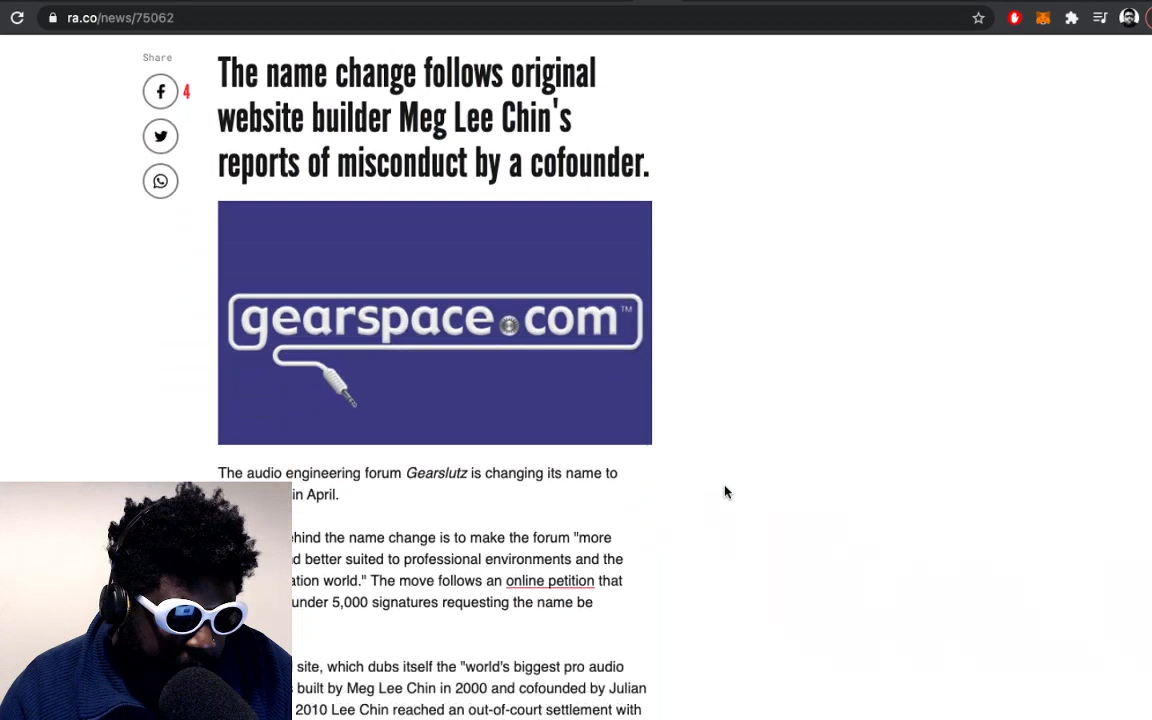 ra.co/news/75062
Share
The name change follows original
website builder Meg Lee Chin's
reports of misconduct by a cofounder.
4
gearspace.com™
The audio engineering forum Gearslutz is changing its name to
in April.
hind the name change is to make the forum "more
d better suited to professional environments and the
ation world." The move follows an online petition that
under 5,000 signatures requesting the name be
site, which dubs itself the "world's biggest pro audio
built by Meg Lee Chin in 2000 and cofounded by Julian
2010 Lee Chin reached an out-of-court settlement with